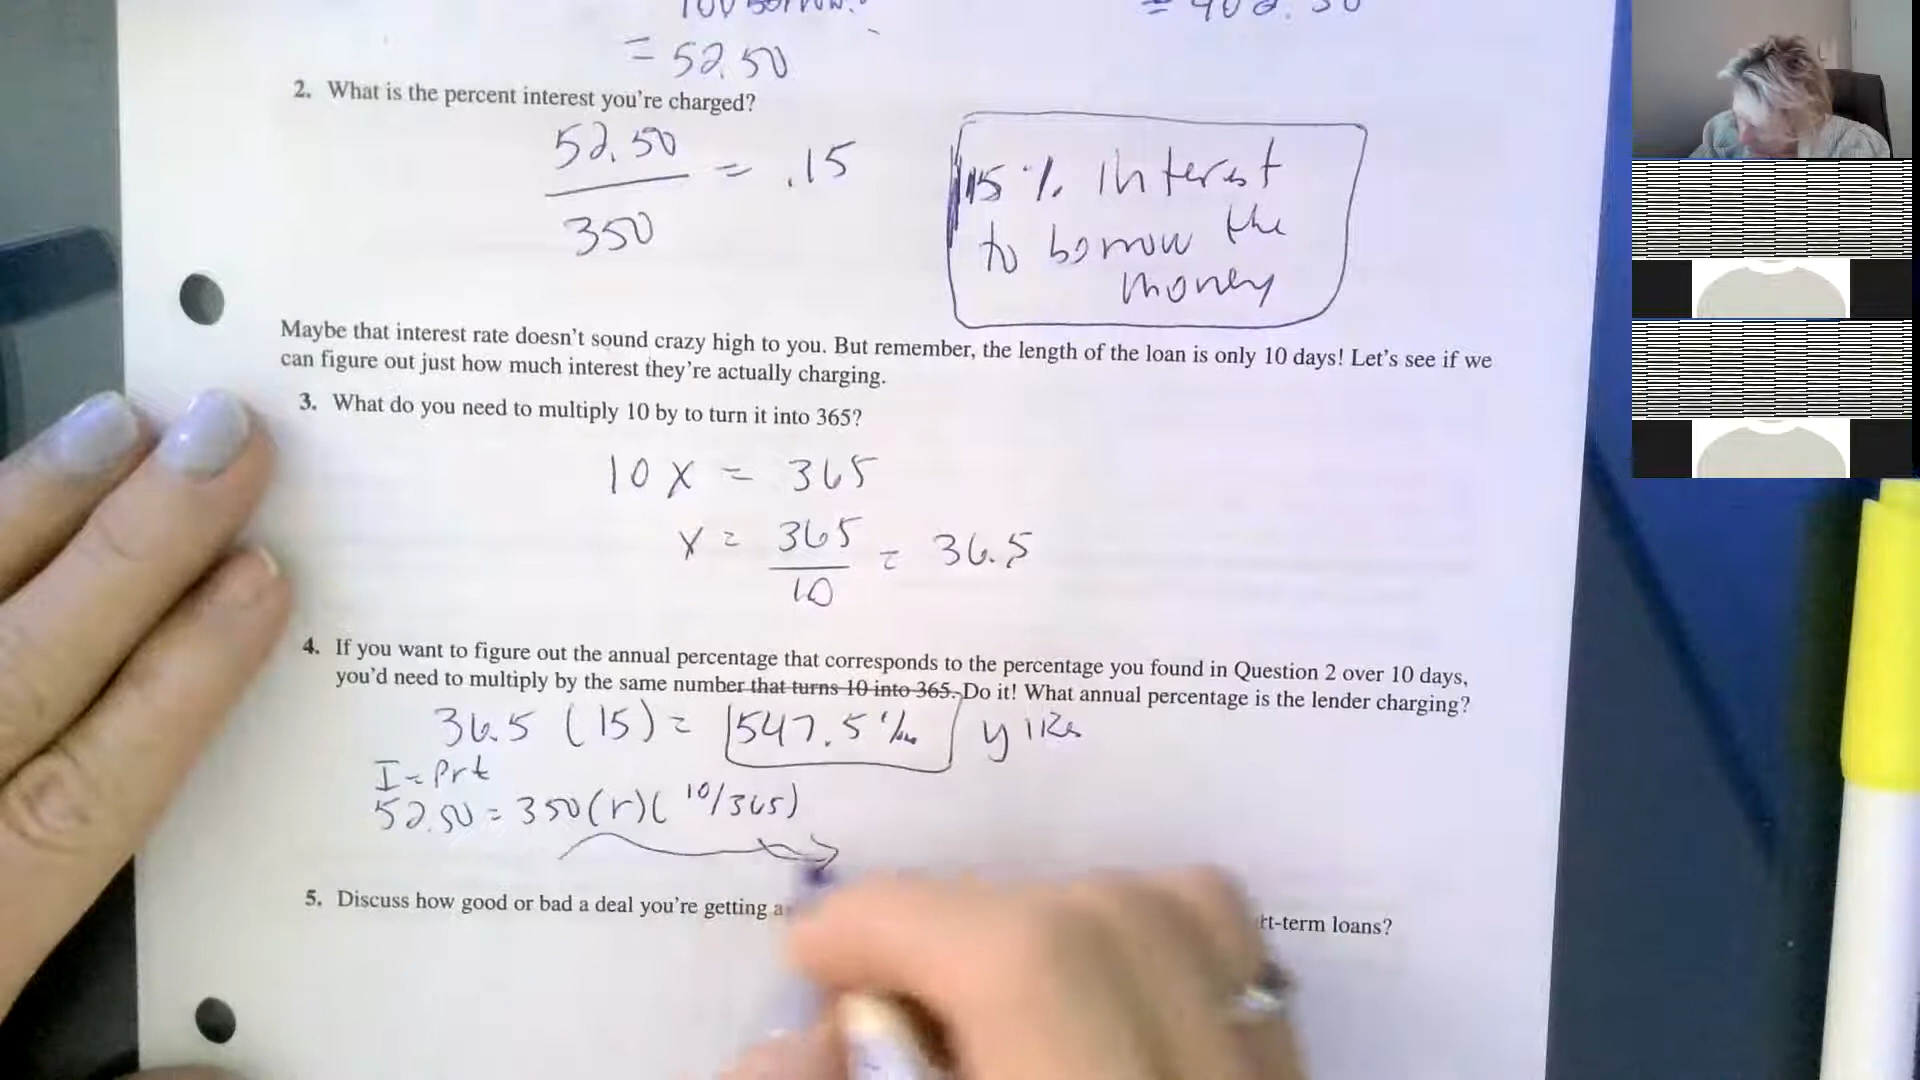 = 402.50
= 52.50
2. What is the percent interest you're charged?
52.50
350
= .15
15% interest
to borrow the
money
Maybe that interest rate doesn't sound crazy high to you. But remember, the length of the loan is only 10 days! Let's see if we
can figure out just how much interest they're actually charging.
3. What do you need to multiply 10 by to turn it into 365?
10x = 365
x = 365
10
= 36.5
4. If you want to figure out the annual percentage that corresponds to the percentage you found in Question 2 over 10 days,
you'd need to multiply by the same number that turns 10 into 365. Do it! What annual percentage is the lender charging?
36.5 (15) = 547.5% yikes
I = Prt
52.50 = 350(r)(10/365)
5. Discuss how good or bad a deal you're getting
loans?